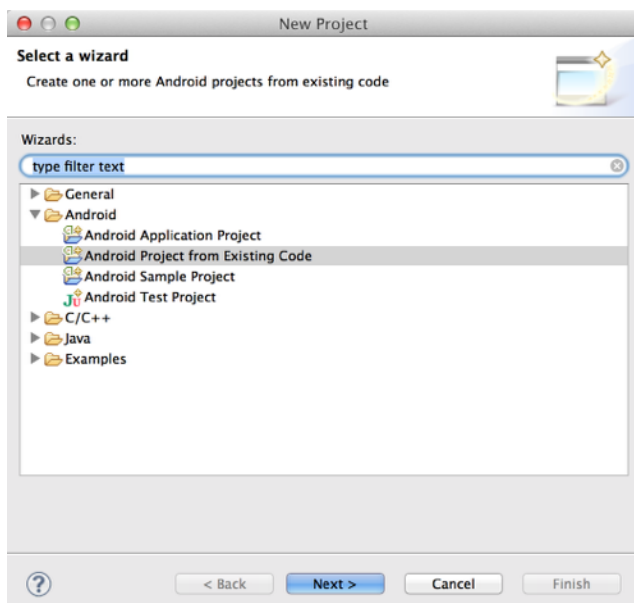 New Project
Select a wizard
Create one or more Android projects from existing code
Wizards:
type filter text
General
Android
Android Application Project
Android Project from Existing Code
Android Sample Project
Ju Android Test Project
C/C++
Java
Examples
? < Back Next > Cancel Finish